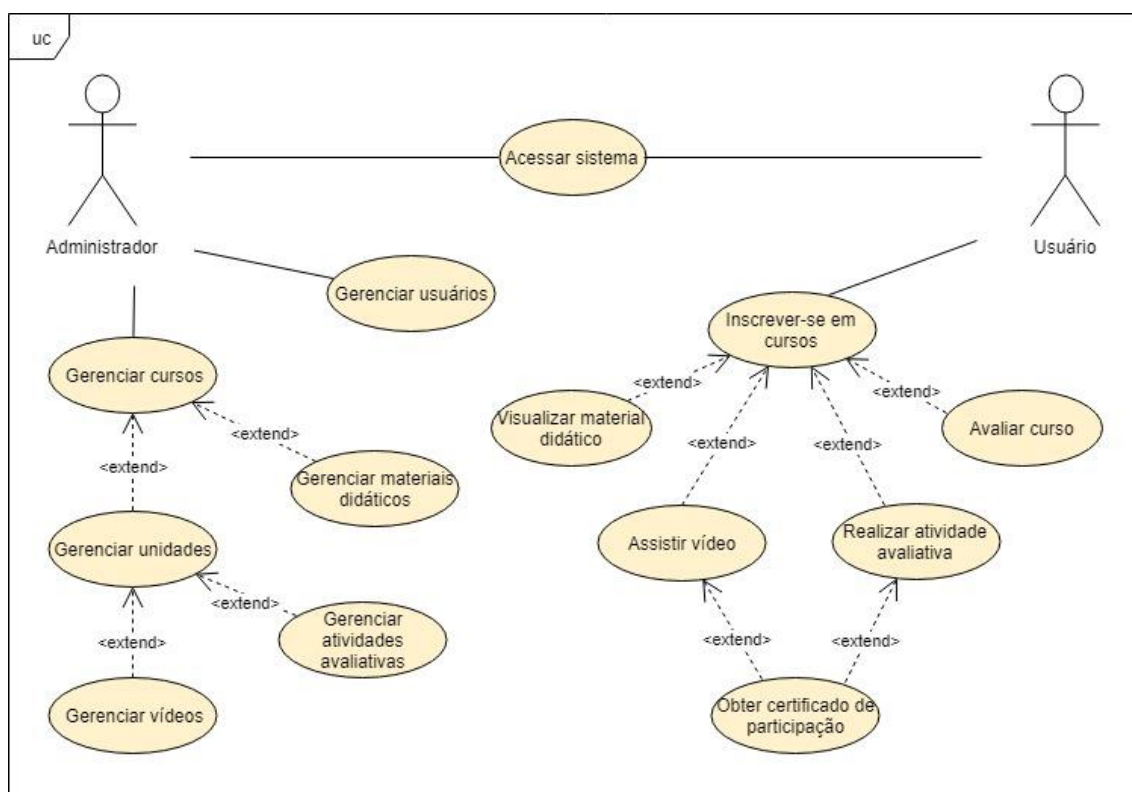 uc
Acessar sistema
Administrador
Usuário
Gerenciar usuários
Inscrever-se em
cursos
Gerenciar cursos
<extend>
<extend>
Visualizar material
didático
Avaliar curso
<extend>
<extend>
<extend>
<extend>
Gerenciar materiais
didáticos
Gerenciar unidades
Assistir vídeo
Realizar atividade
avaliativa
<extend>
<extend>
Gerenciar
atividades
avaliativas
<extend>
<extend>
Gerenciar vídeos
Obter certificado de
participação